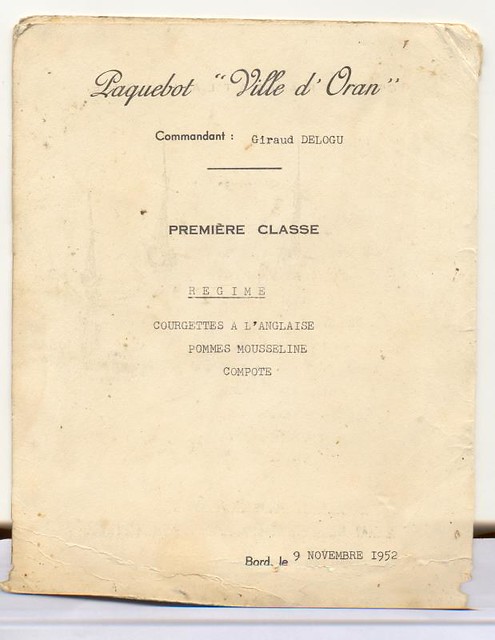 Paquebot "Ville d'Oran"
Commandant : Giraud DELOGU
PREMIÈRE CLASSE
REGIME
COURGETTES A L'ANGLAISE
POMMES MOUSSELINE
COMPOTE
Bord, le 9 NOVEMBRE 1952